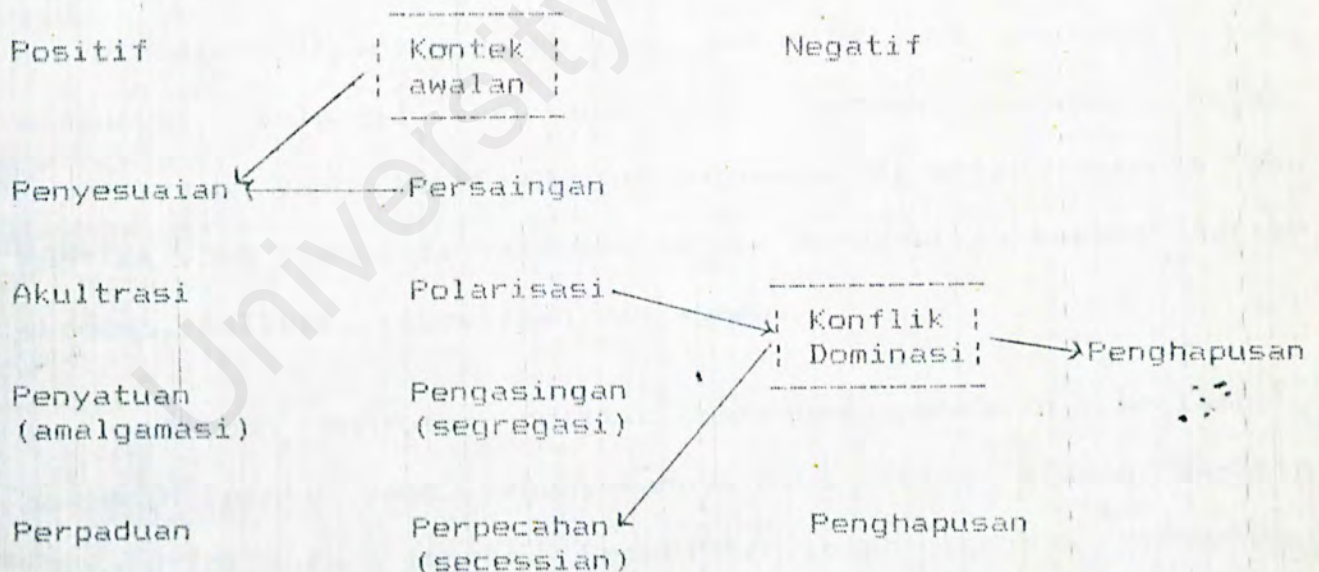 Positif Kontek Negatif
awalan
Penyesuaian Persaingan
Akultrasi Polarisasi
Konflik
Dominasi Penghapusan
Penyatuan Pengasingan
(amalgamasi) (segregasi)
Perpaduan Perpecahan Penghapusan
(secessian)
University